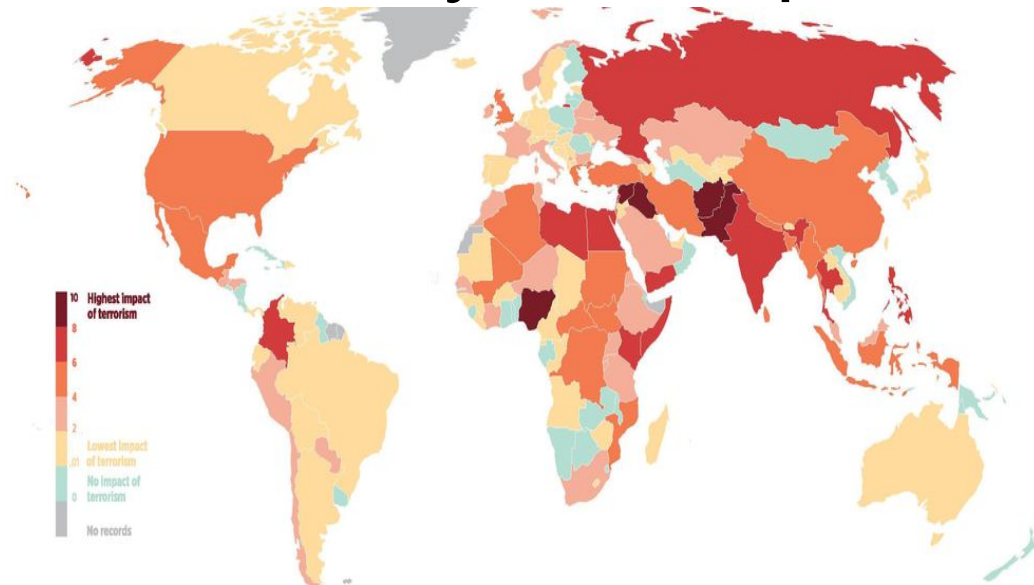 10 Highest impact
of terrorism
8
6
4
2
Lowest impact
.01 of terrorism
No impact of
0 terrorism
No records